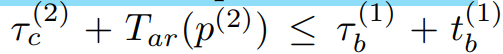 τ_c^{(2)} + T_{ar}(p^{(2)}) ≤ τ_b^{(1)} + t_b^{(1)}